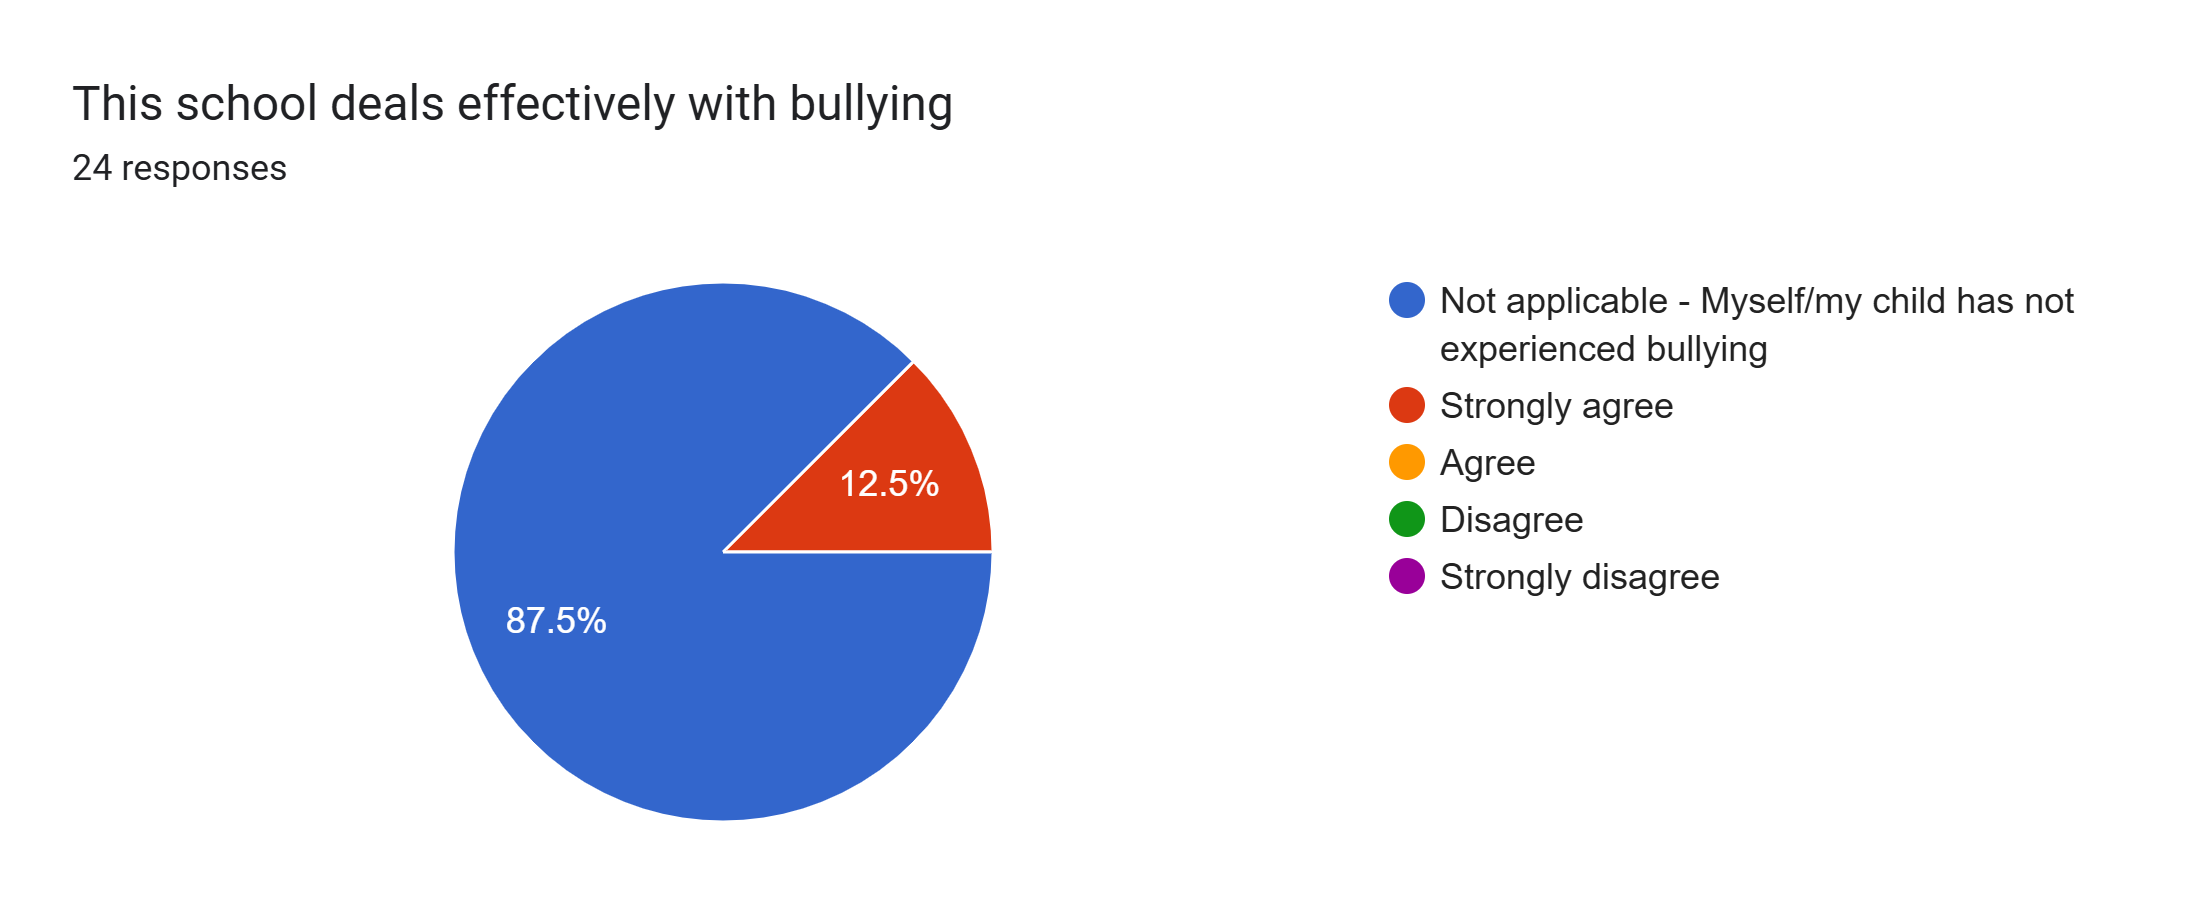 This school deals effectively with bullying
24 responses
12.5%
87.5%
Not applicable - Myself/my child has not
experienced bullying
Strongly agree
Agree
Disagree
Strongly disagree